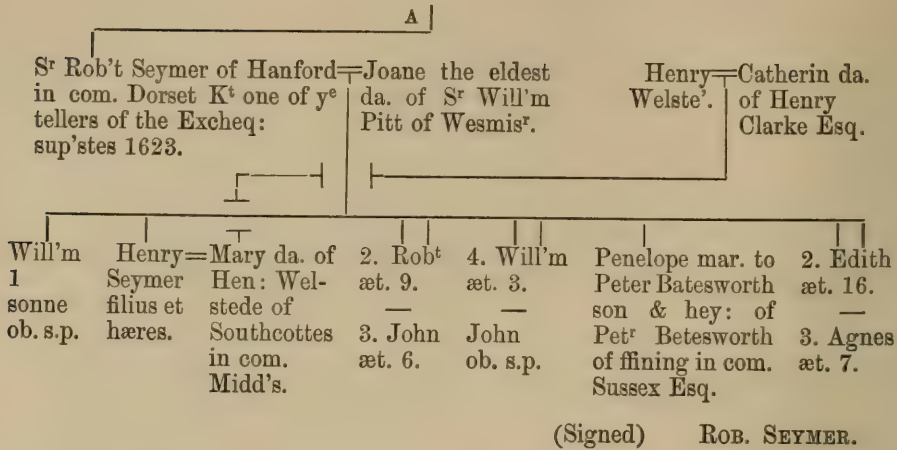 A
Sʳ Rob't Seymer of Hanford
in com. Dorset Kᵗ one of yᵉ
tellers of the Excheq:
sup'stes 1623.
Joane the eldest
da. of Sʳ Will'm
Pitt of Wesmisʳ.
Henry
Welste'.
Catherin da.
of Henry
Clarke Esq.
Will'm
1
sonne
ob. s.p.
Henry
Seymer
filius et
hæres.
Mary da. of
Hen: Wel-
stede of
Southcottes
in com.
Midd's.
2. Robᵗ
æt. 9.
—
3. John
æt. 6.
4. Will'm
æt. 3.
—
John
ob. s.p.
Penelope mar. to
Peter Batesworth
son & hey: of
Petʳ Betesworth
of ffining in com.
Sussex Esq.
2. Edith
æt. 16.
—
3. Agnes
æt. 7.
(Signed) ROB. SEYMER.